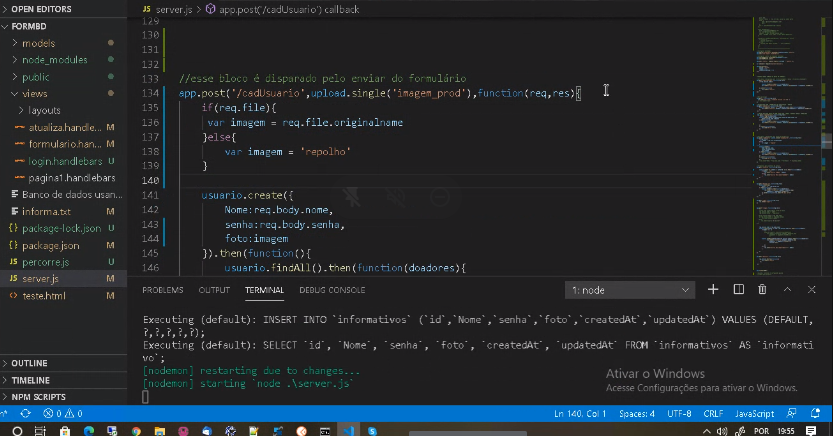 OPEN EDITORS
FORMBD
models
node_modules
public
views
layouts
atualiza.handle... M
formulario.han... M
login.handlebars U
pagina1.handlebars
Banco de dados usan...
informa.txt M
package-lock.json U
package.json M
JS percorre.js U
JS server.js M
teste.html M
OUTLINE
TIMELINE
NPM SCRIPTS
JS server.js > app.post('/cadUsuario') callback
129
130
131
132
133 //esse bloco é disparado pelo enviar do formulário
134 app.post('/cadUsuario',upload.single('imagem_prod'),function(req,res){
135 if(req.file){
136 var imagem = req.file.originalname
137 }else{
138 var imagem = 'repolho'
139 }
140
141 usuario.create({
142 Nome:req.body.nome,
143 senha:req.body.senha,
144 foto:imagem
145 }).then(function(){
146 usuario.findAll().then(function(doadores){
PROBLEMS OUTPUT TERMINAL DEBUG CONSOLE 1: node
Executing (default): INSERT INTO `informativos` (`id`,`Nome`,`senha`,`foto`,`createdAt`,`updatedAt`) VALUES (DEFAULT,
?,?,?,?,?);
Executing (default): SELECT `id`, `Nome`, `senha`, `foto`, `createdAt`, `updatedAt` FROM `informativos` AS `informati
vo`;
[nodemon] restarting due to changes...
[nodemon] starting `node .\server.js`
Ativar o Windows
Acesse Configurações para ativar o Windows.
0 0 Ln 140, Col 1 Spaces: 4 UTF-8 CRLF JavaScript
POR 19:55